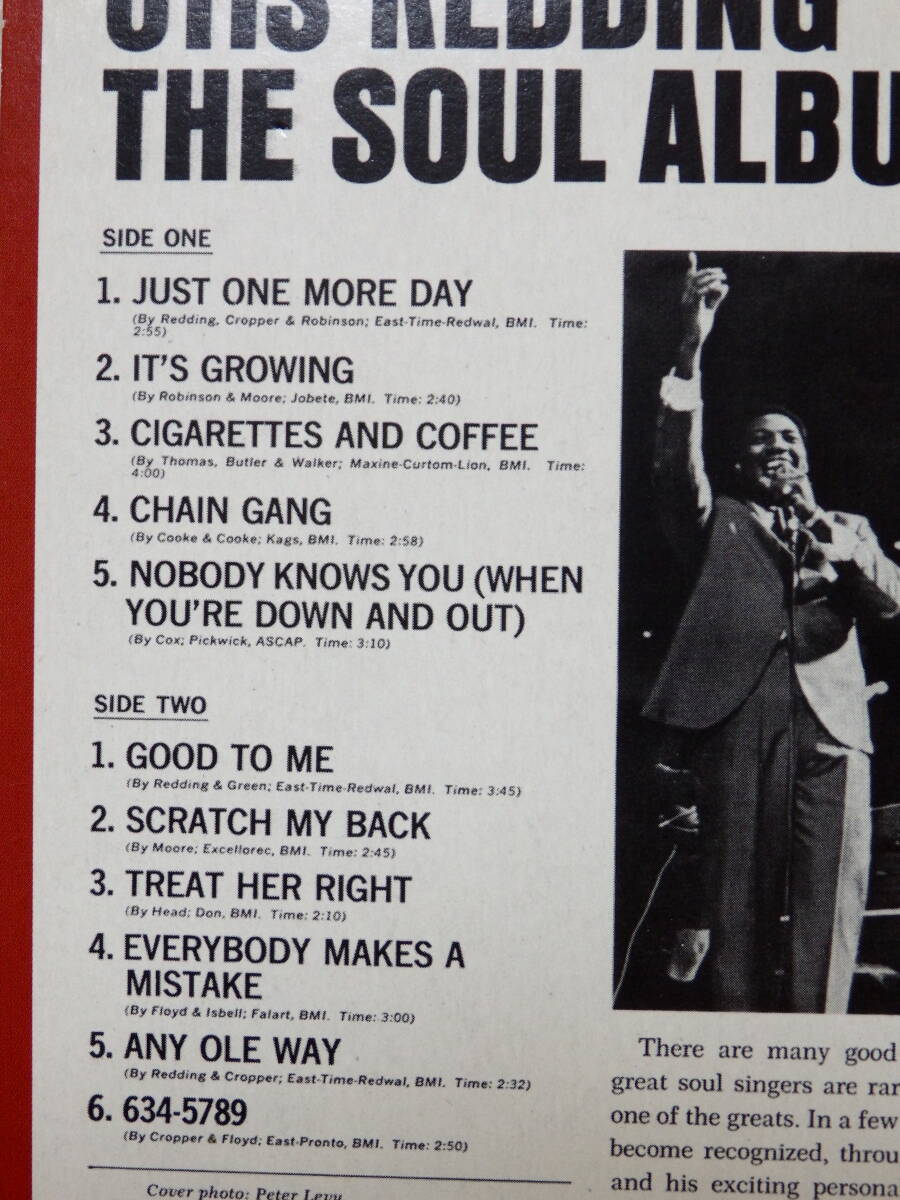 OTIS REDDING
THE SOUL ALBU
SIDE ONE
1. JUST ONE MORE DAY
(By Redding, Cropper & Robinson; East-Time-Redwal, BMI. Time:
2:55)
2. IT'S GROWING
(By Robinson & Moore; Jobete, BMI. Time: 2:40)
3. CIGARETTES AND COFFEE
(By Thomas, Butler & Walker; Maxine-Curtom-Lion, BMI. Time:
4:00)
4. CHAIN GANG
(By Cooke & Cooke; Kags, BMI. Time: 2:58)
5. NOBODY KNOWS YOU (WHEN
YOU'RE DOWN AND OUT)
(By Cox; Pickwick, ASCAP. Time: 3:10)
SIDE TWO
1. GOOD TO ME
(By Redding & Green; East-Time-Redwal, BMI. Time: 3:45)
2. SCRATCH MY BACK
(By Moore; Excellorec, BMI. Time: 2:45)
3. TREAT HER RIGHT
(By Head; Don, BMI. Time: 2:10)
4. EVERYBODY MAKES A
MISTAKE
(By Floyd & Isbell; Falart, BMI. Time: 3:00)
5. ANY OLE WAY
(By Redding & Cropper; East-Time-Redwal, BMI. Time: 2:32)
6. 634-5789
(By Cropper & Floyd; East-Pronto, BMI. Time: 2:50)
Cover photo: Peter Levy
There are many good
great soul singers are rar
one of the greats. In a few
become recognized, throu
and his exciting persona